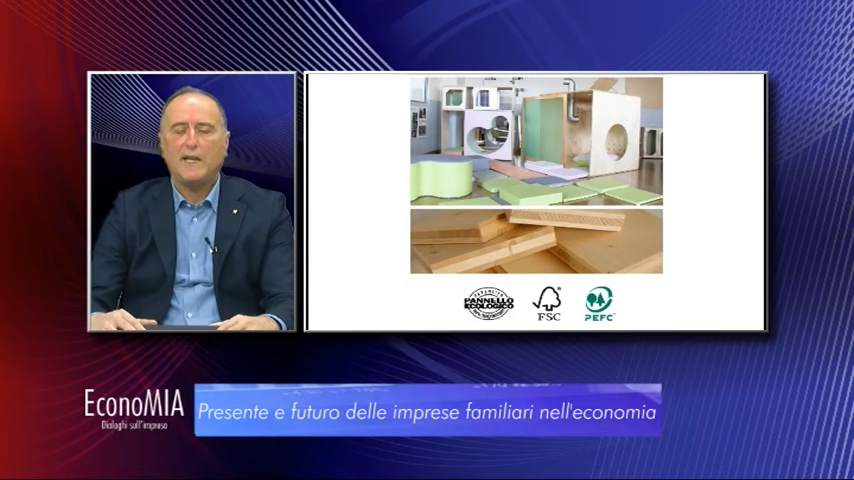 PANNELLO
ECOLOGICO
FSC
PEFC
EconoMIA
Dialoghi sull'impresa
Presente e futuro delle imprese familiari nell'economia